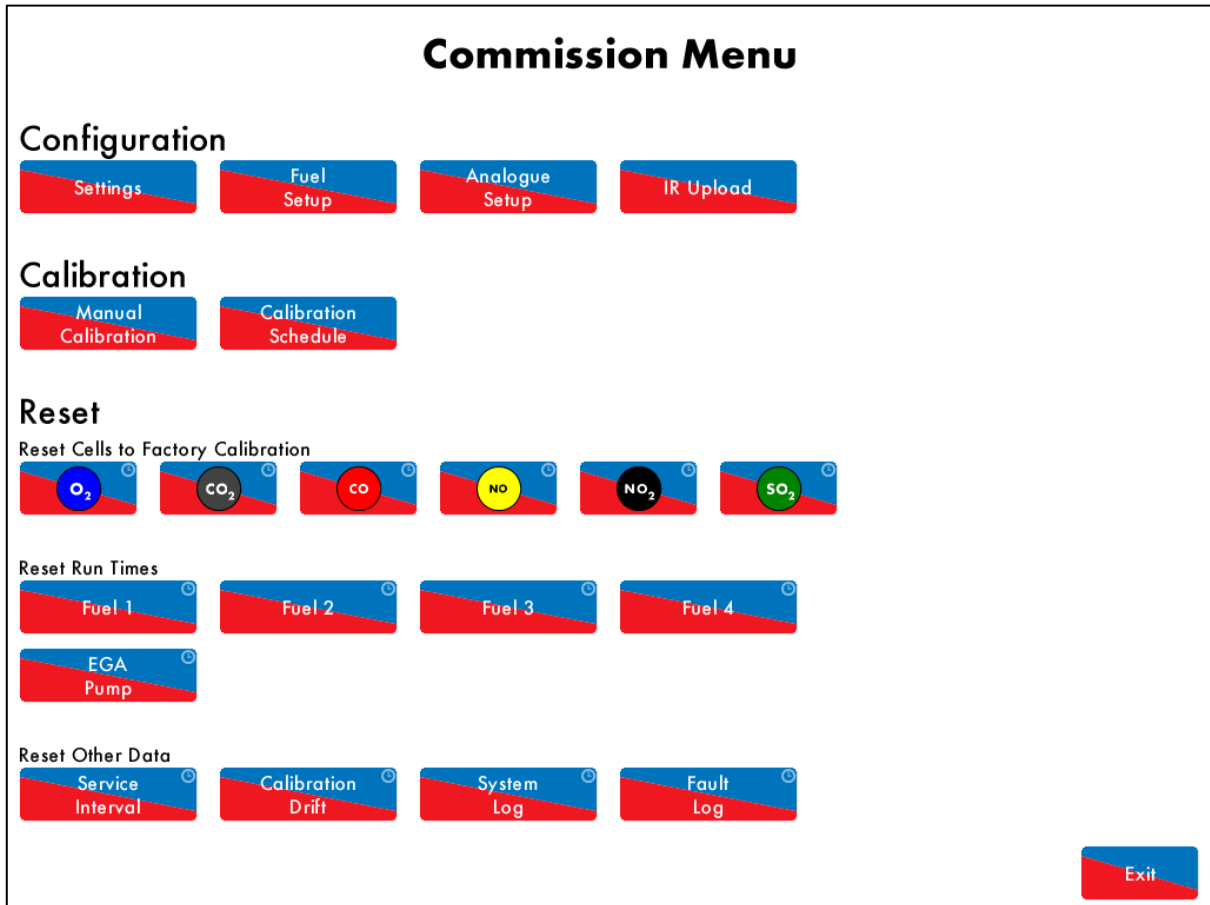 Commission Menu
Configuration
Settings
Fuel
Setup
Analogue
Setup
IR Upload
Calibration
Manual
Calibration
Calibration
Schedule
Reset
Reset Cells to Factory Calibration
O₂
CO₂
CO
NO
NO₂
SO₂
Reset Run Times
Fuel 1
Fuel 2
Fuel 3
Fuel 4
EGA
Pump
Reset Other Data
Service
Interval
Calibration
Drift
System
Log
Fault
Log
Exit